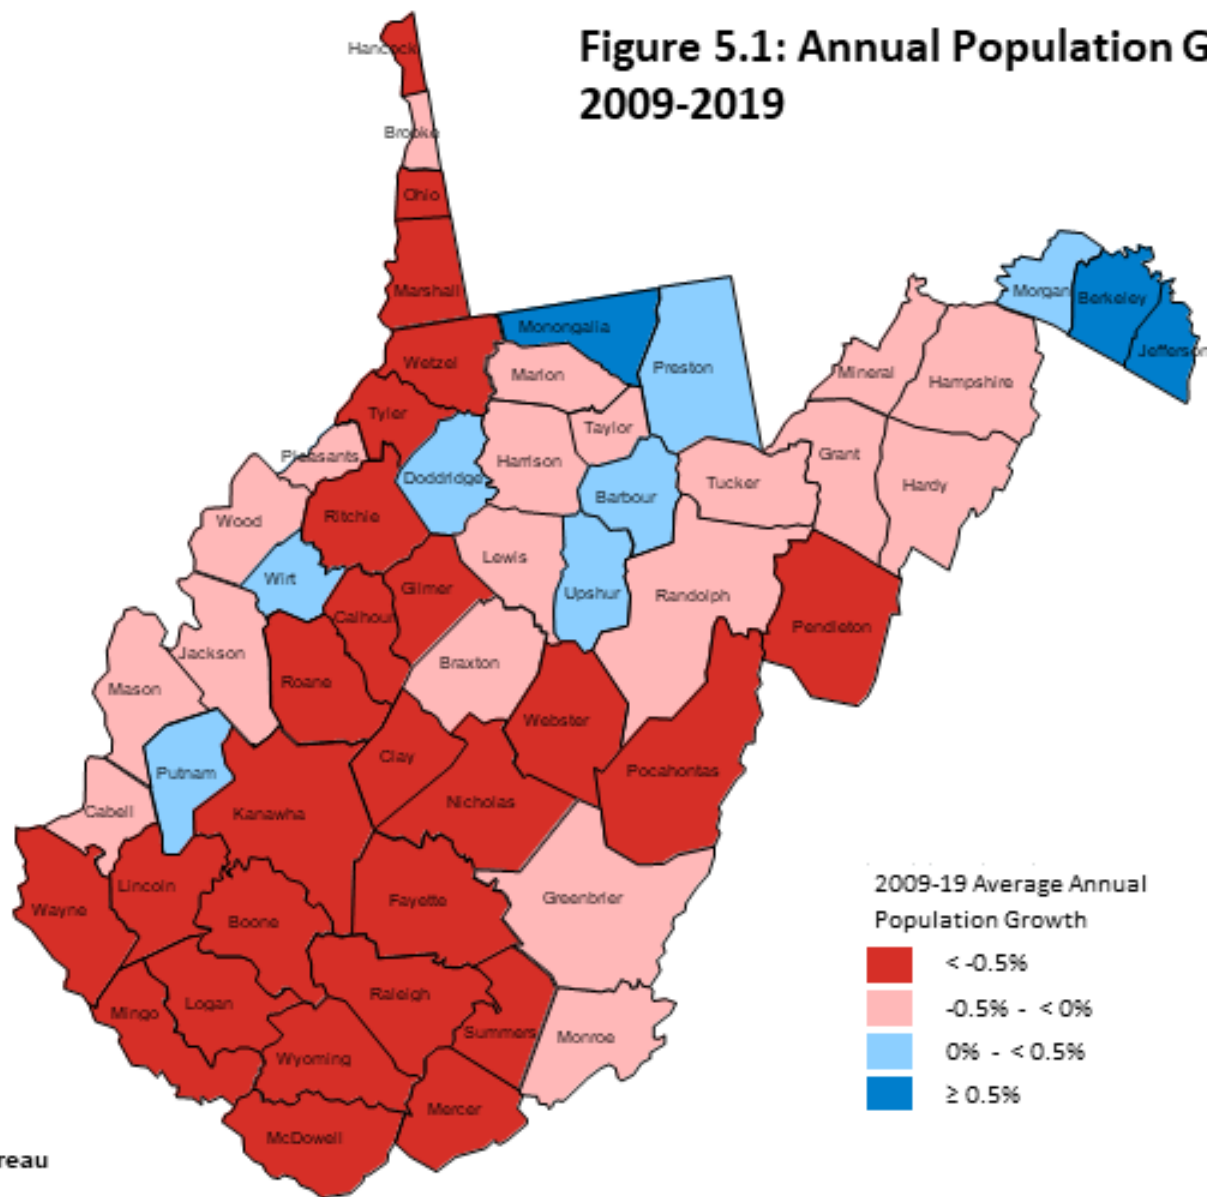 Figure 5.1: Annual Population G
2009-2019
Hancock
Brooke
Ohio
Marshall
Wetzel
Monongalia
Preston
Morgan
Berkeley
Jefferson
Marion
Mineral
Hampshire
Tyler
Taylor
Pleasants
Doddridge
Harrison
Grant
Hardy
Barbour
Tucker
Wood
Ritchie
Lewis
Wirt
Gilmer
Upshur
Randolph
Calhoun
Pendleton
Jackson
Braxton
Mason
Roane
Webster
Putnam
Clay
Pocahontas
Nicholas
Cabell
Kanawha
Lincoln
Fayette
Greenbrier
Wayne
Boone
Raleigh
Logan
Mingo
Summers
Monroe
Wyoming
Mercer
McDowell
2009-19 Average Annual
Population Growth
< -0.5%
-0.5% - < 0%
0% - < 0.5%
≥ 0.5%
reau